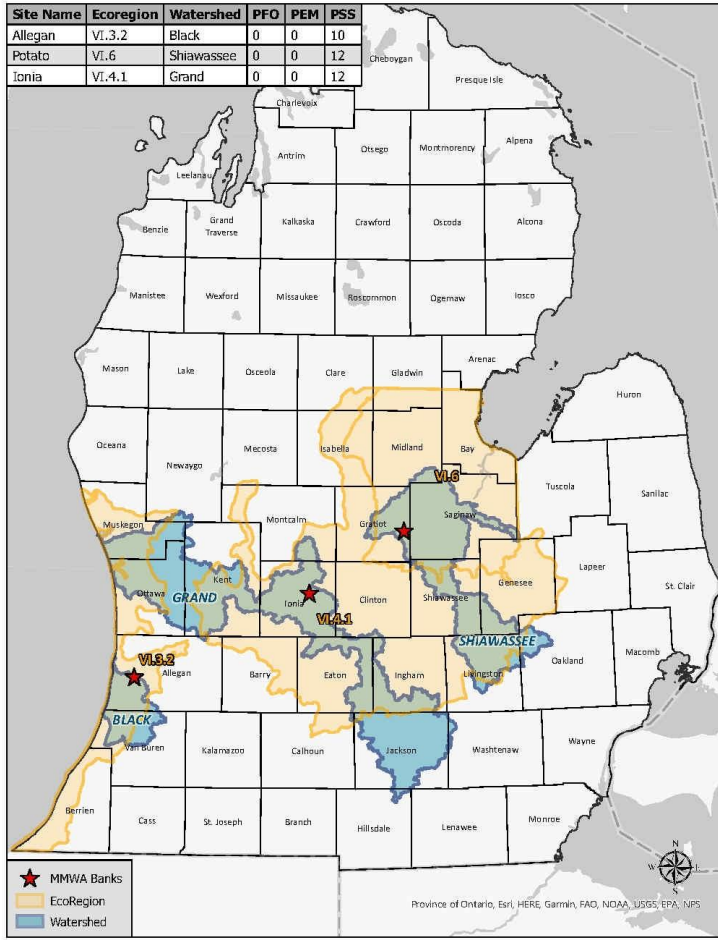 Site Name Ecoregion Watershed PFO PEM PSS
Allegan VI.3.2 Black 0 0 10
Potato VI.6 Shiawassee 0 0 12
Ionia VI.4.1 Grand 0 0 12
Cheboygan
Presque Isle
Charlevoix
Antrim Otsego Montmorency Alpena
Leelanau
Benzie Grand Traverse Kalkaska Crawford Oscoda Alcona
Manistee Wexford Missaukee Roscommon Ogemaw Iosco
Arenac
Mason Lake Osceola Clare Gladwin
Huron
Oceana Newaygo Mecosta Isabella Midland Bay
VI.6
Tuscola Sanilac
Muskegon Montcalm Gratiot Saginaw
Kent Genesee Lapeer
Ottawa GRAND Ionia Clinton Shiawassee St. Clair
VI.4.1
SHIAWASSEE
VI.3.2
Allegan Barry Eaton Ingham Livingston Oakland Macomb
BLACK
Van Buren Kalamazoo Calhoun Jackson Washtenaw Wayne
Berrien Cass St. Joseph Branch Hillsdale Lenawee Monroe
MMWA Banks
EcoRegion
Watershed
N
W E
S
Province of Ontario, Esri, HERE, Garmin, FAO, NOAA, USGS, EPA, NPS